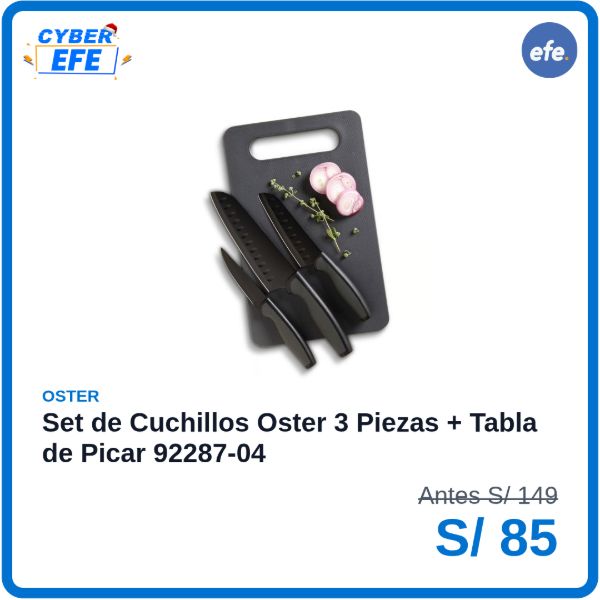 CYBER
EFE
efe.
OSTER
Set de Cuchillos Oster 3 Piezas + Tabla
de Picar 92287-04
Antes S/ 149
S/ 85